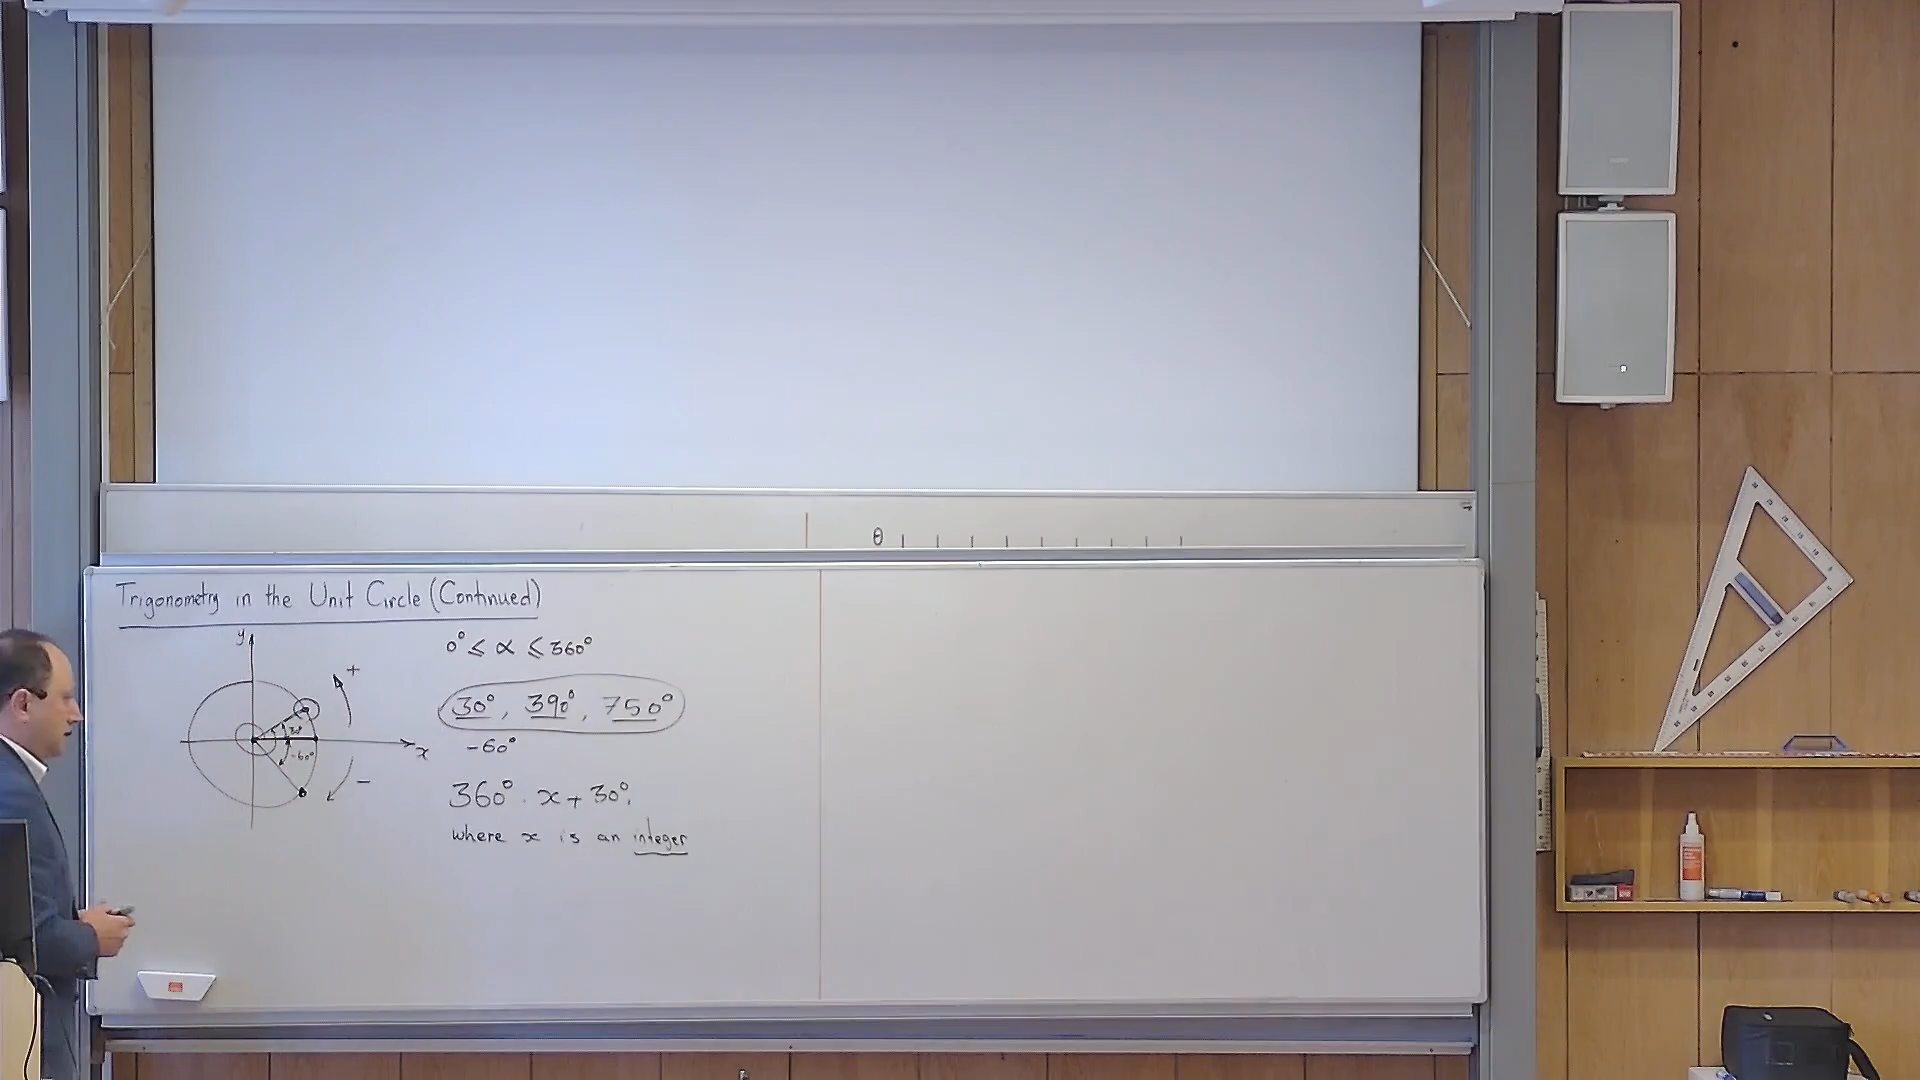 θ
Trigonometry in the Unit Circle (Continued)
y
+
30°
x
-60°
−
0° ≤ α ≤ 360°
30°, 390°, 750°
-60°
360° · x + 30°,
where x is an integer